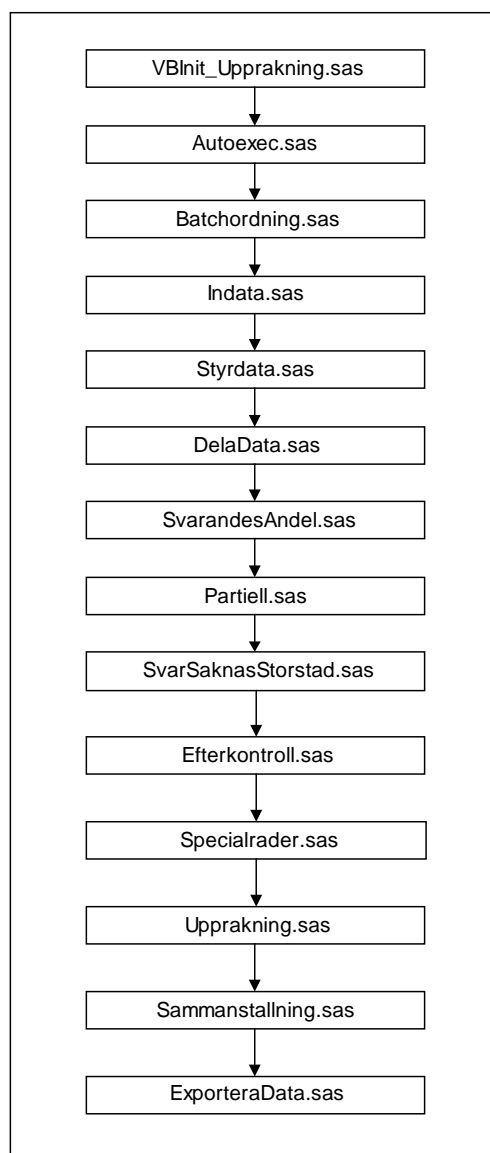 VBInit_Upprakning.sas
Autoexec.sas
Batchordning.sas
Indata.sas
Styrdata.sas
DelaData.sas
SvarandesAndel.sas
Partiell.sas
SvarSaknasStorstad.sas
Efterkontroll.sas
Specialrader.sas
Upprakning.sas
Sammanstallning.sas
ExporteraData.sas